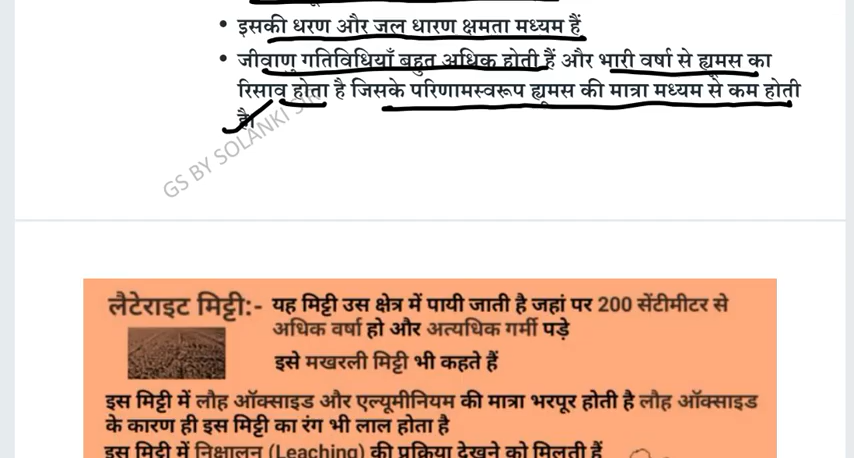 • इसकी धरण और जल धारण क्षमता मध्यम हैं
• जीवाणु गतिविधियाँ बहुत अधिक होती हैं और भारी वर्षा से ह्यूमस का
रिसाव होता है जिसके परिणामस्वरूप ह्यूमस की मात्रा मध्यम से कम होती
है।
GS BY SOLANKI
लैटेराइट मिट्टी:- यह मिट्टी उस क्षेत्र में पायी जाती है जहां पर 200 सेंटीमीटर से
अधिक वर्षा हो और अत्यधिक गर्मी पड़े
इसे मखरली मिट्टी भी कहते हैं
इस मिट्टी में लौह ऑक्साइड और एल्यूमीनियम की मात्रा भरपूर होती है लौह ऑक्साइड
के कारण ही इस मिट्टी का रंग भी लाल होता है
इस मिट्टी में निक्षालन (Leaching) की प्रक्रिया देखने को मिलती हैं